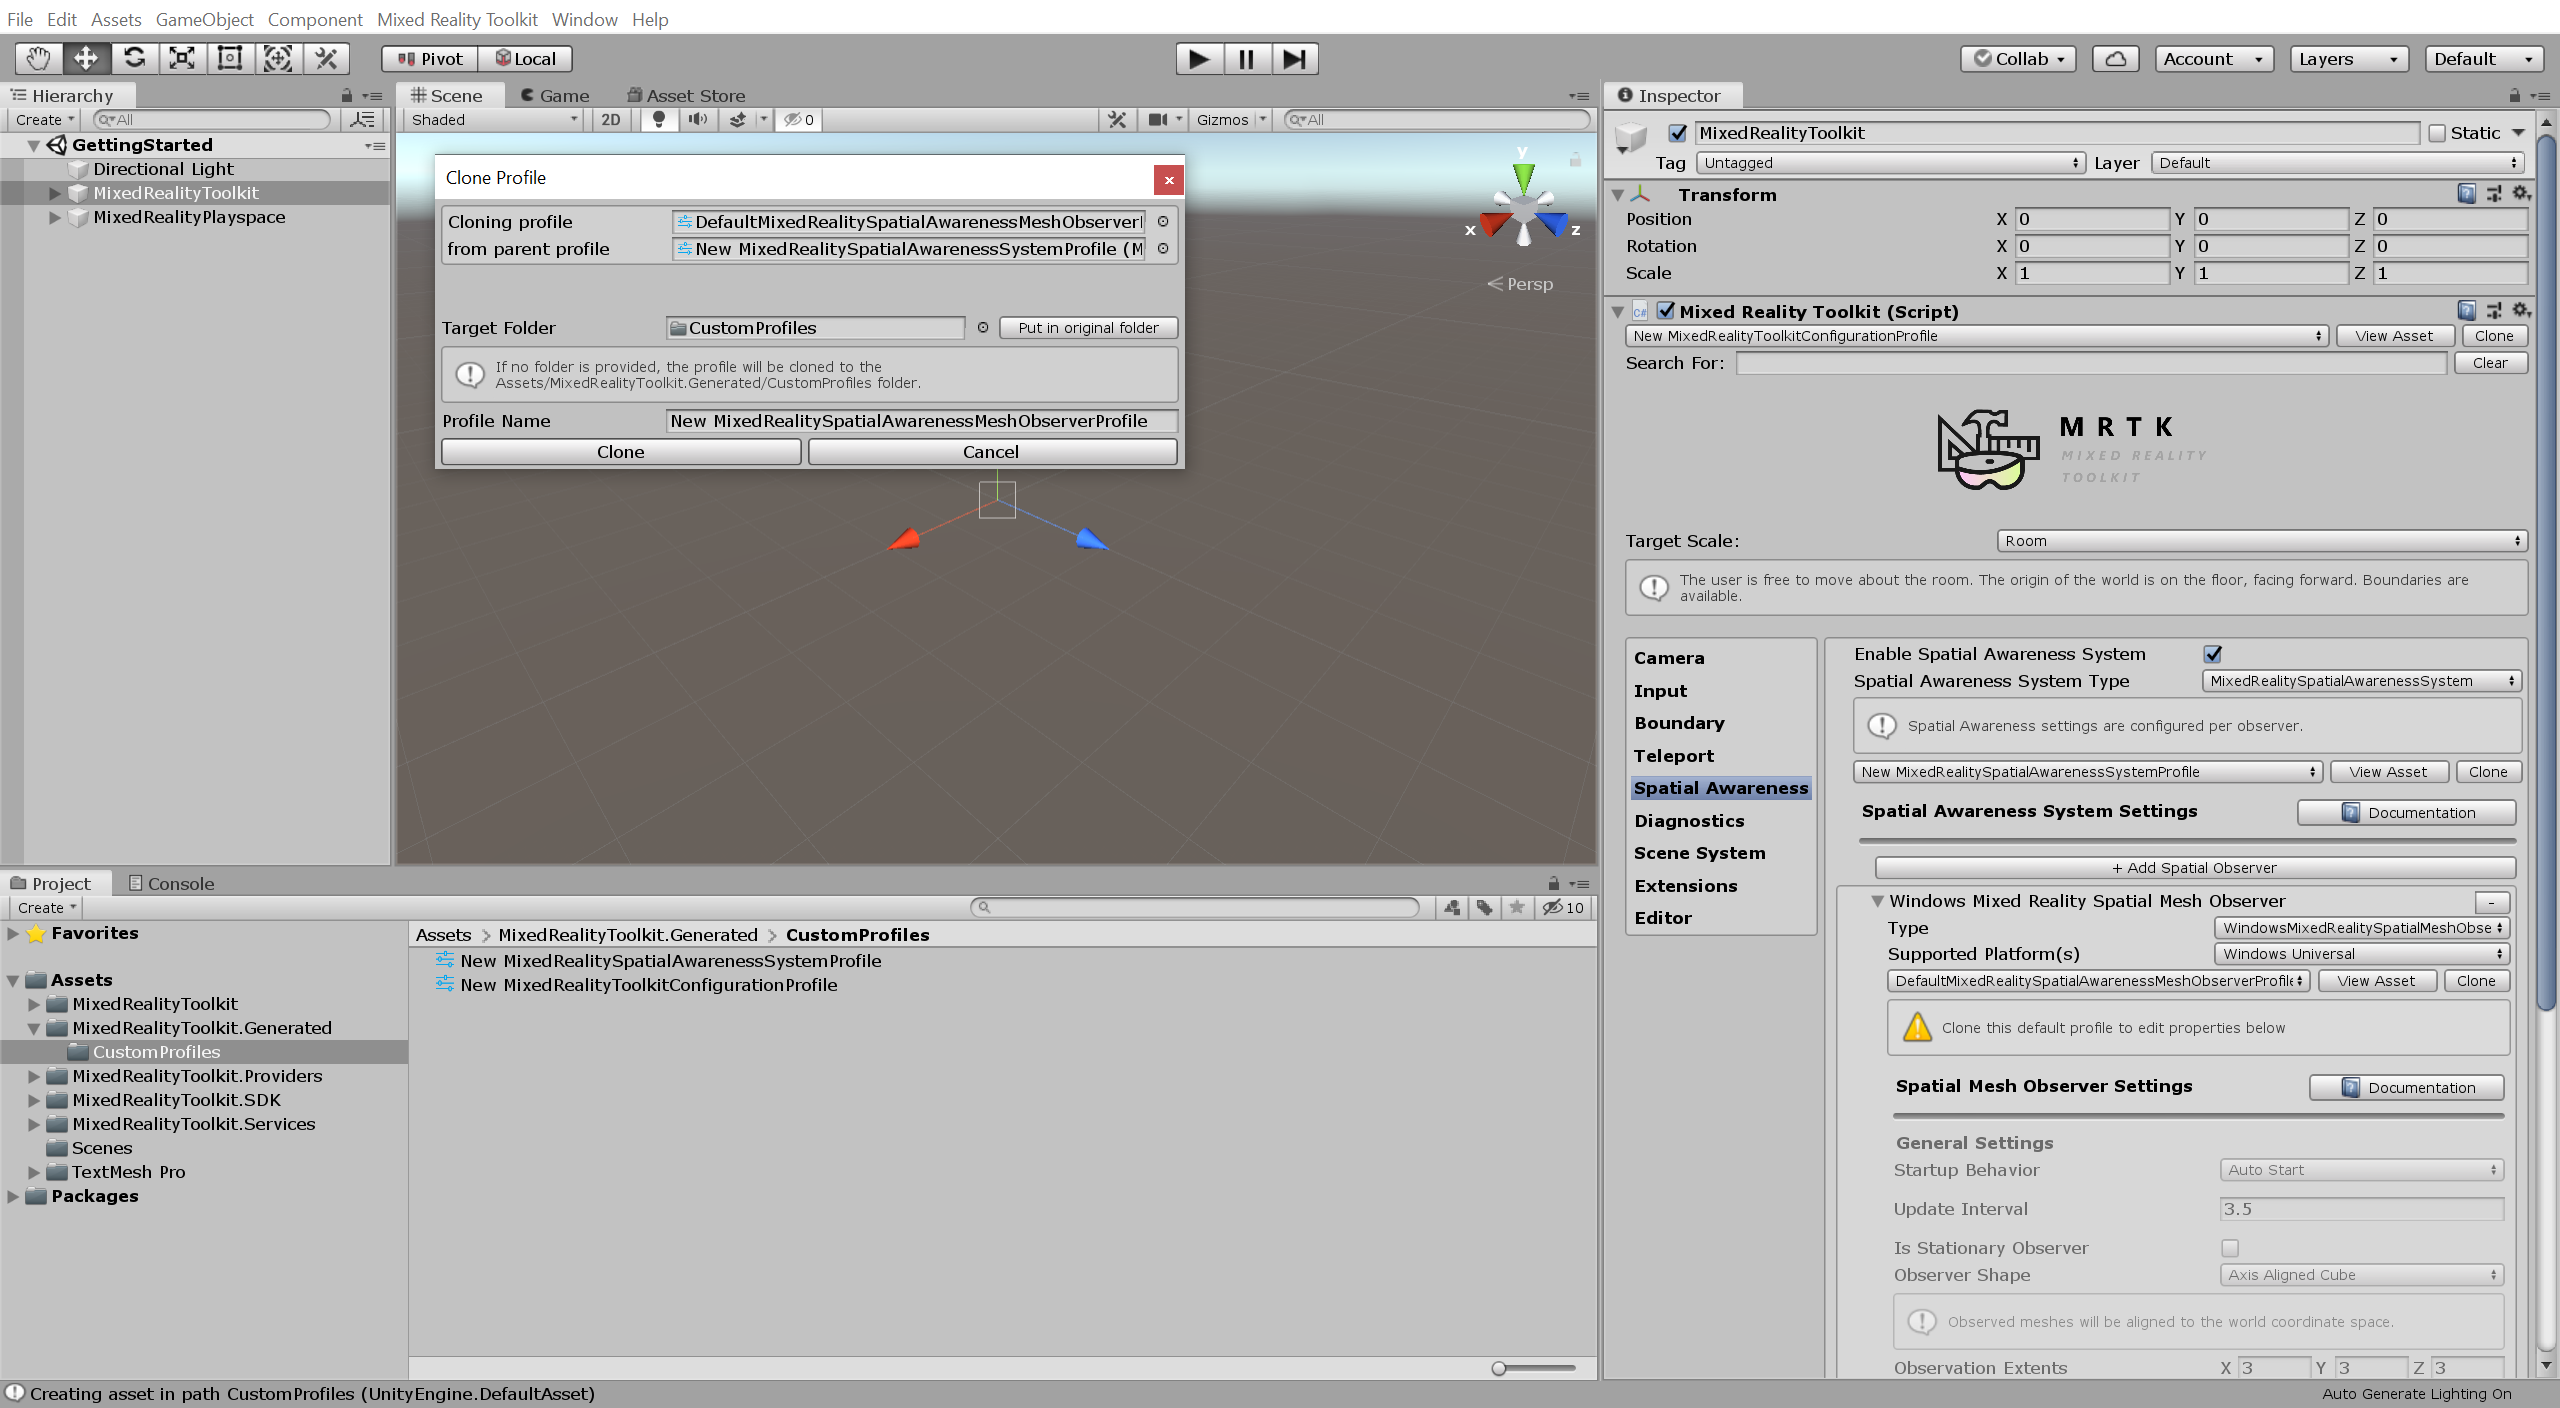 File Edit Assets GameObject Component Mixed Reality Toolkit Window Help
Pivot Local
Collab Account Layers Default
Hierarchy
Create All
GettingStarted
Directional Light
MixedRealityToolkit
MixedRealityPlayspace
Scene Game Asset Store
Shaded 2D 0 Gizmos All
y
x
z
Persp
Clone Profile
x
Cloning profile DefaultMixedRealitySpatialAwarenessMeshObserver
from parent profile New MixedRealitySpatialAwarenessSystemProfile (M
Target Folder CustomProfiles Put in original folder
If no folder is provided, the profile will be cloned to the
Assets/MixedRealityToolkit.Generated/CustomProfiles folder.
Profile Name New MixedRealitySpatialAwarenessMeshObserverProfile
Clone Cancel
Project Console
Create 10
Favorites
Assets
MixedRealityToolkit
MixedRealityToolkit.Generated
CustomProfiles
MixedRealityToolkit.Providers
MixedRealityToolkit.SDK
MixedRealityToolkit.Services
Scenes
TextMesh Pro
Packages
Assets > MixedRealityToolkit.Generated > CustomProfiles
New MixedRealitySpatialAwarenessSystemProfile
New MixedRealityToolkitConfigurationProfile
Inspector
MixedRealityToolkit Static
Tag Untagged Layer Default
Transform
Position X 0 Y 0 Z 0
Rotation X 0 Y 0 Z 0
Scale X 1 Y 1 Z 1
C#
Mixed Reality Toolkit (Script)
New MixedRealityToolkitConfigurationProfile View Asset Clone
Search For: Clear
MRTK
MIXED REALITY
TOOLKIT
Target Scale: Room
The user is free to move about the room. The origin of the world is on the floor, facing forward. Boundaries are
available.
Camera
Input
Boundary
Teleport
Spatial Awareness
Diagnostics
Scene System
Extensions
Editor
Enable Spatial Awareness System
Spatial Awareness System Type MixedRealitySpatialAwarenessSystem
Spatial Awareness settings are configured per observer.
New MixedRealitySpatialAwarenessSystemProfile View Asset Clone
Spatial Awareness System Settings Documentation
+ Add Spatial Observer
Windows Mixed Reality Spatial Mesh Observer -
Type WindowsMixedRealitySpatialMeshObse
Supported Platform(s) Windows Universal
DefaultMixedRealitySpatialAwarenessMeshObserverProfile View Asset Clone
Clone this default profile to edit properties below
Spatial Mesh Observer Settings Documentation
General Settings
Startup Behavior Auto Start
Update Interval 3.5
Is Stationary Observer
Observer Shape Axis Aligned Cube
Observed meshes will be aligned to the world coordinate space.
Observation Extents X 3 Y 3 Z 3
Creating asset in path CustomProfiles (UnityEngine.DefaultAsset)
Auto Generate Lighting On